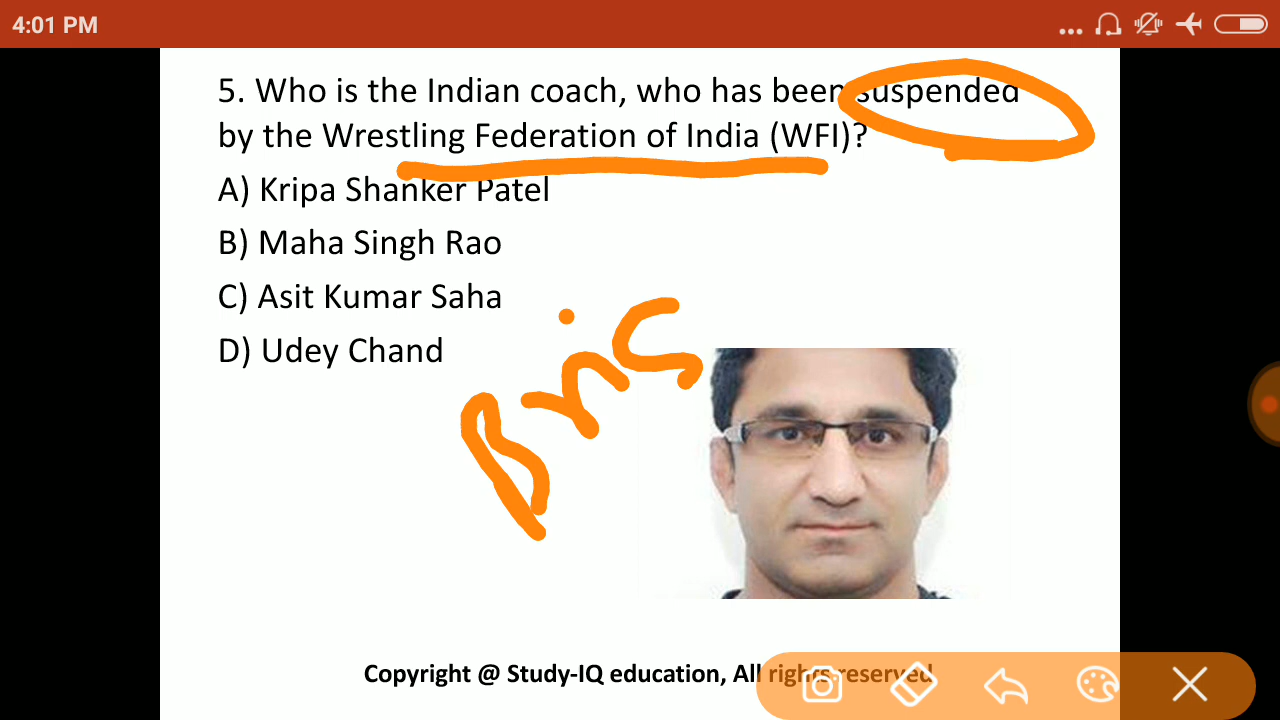 4:01 PM
5. Who is the Indian coach, who has been suspended
by the Wrestling Federation of India (WFI)?
A) Kripa Shanker Patel
B) Maha Singh Rao
C) Asit Kumar Saha
D) Udey Chand
Bris
Copyright @ Study-IQ education, All rights reserved